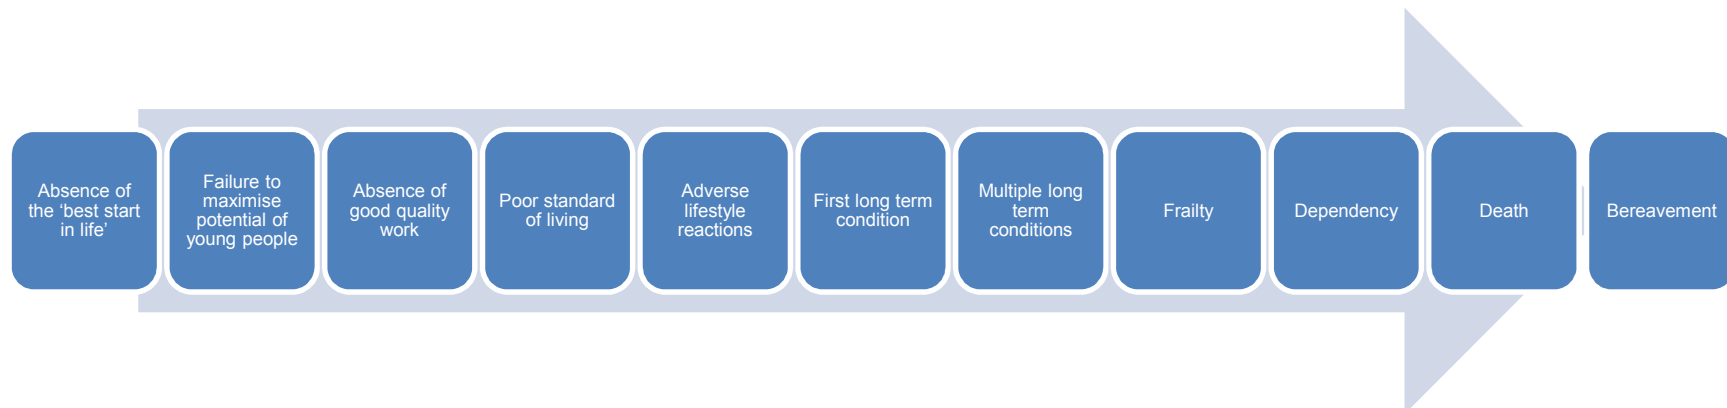 Absence of
the ‘best start
in life’
Failure to
maximise
potential of
young people
Absence of
good quality
work
Poor standard
of living
Adverse
lifestyle
reactions
First long term
condition
Multiple long
term
conditions
Frailty
Dependency
Death
Bereavement